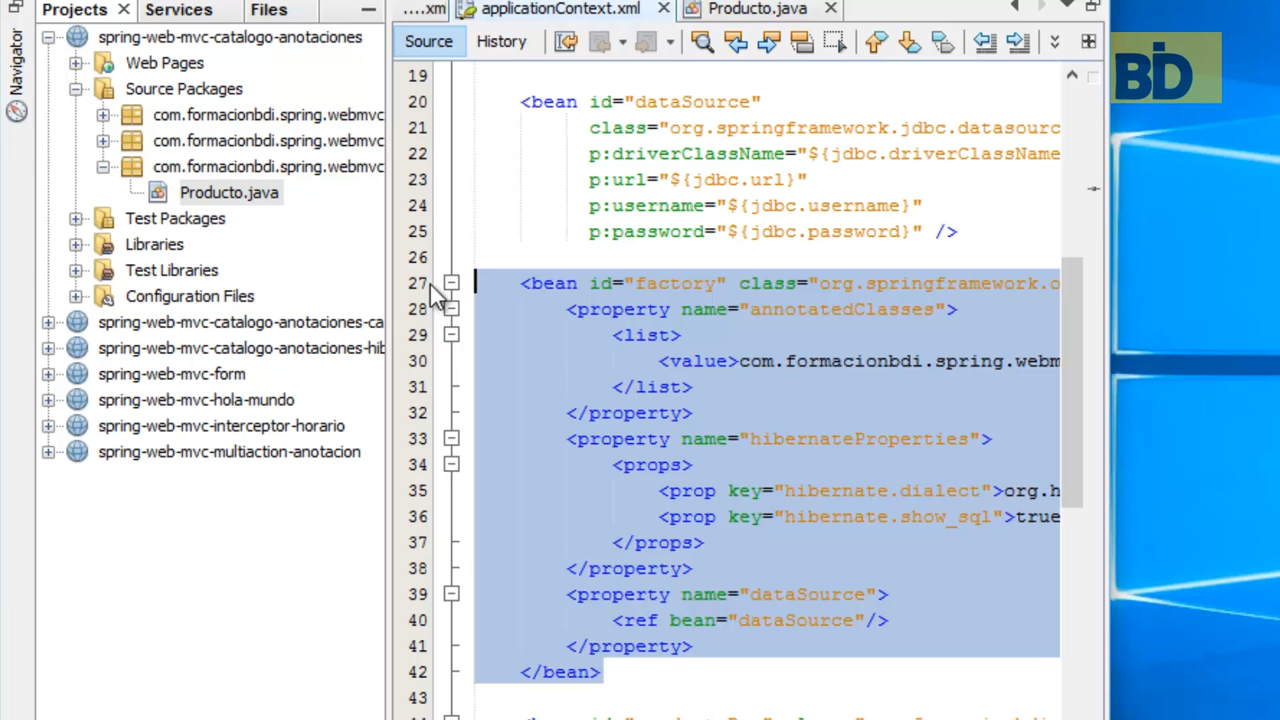 Projects
Services
Files
....xm
applicationContext.xml
Producto.java
Navigator
Source
History
spring-web-mvc-catalogo-anotaciones
Web Pages
Source Packages
com.formacionbdi.spring.webmvc
com.formacionbdi.spring.webmvc
com.formacionbdi.spring.webmvc
Producto.java
Test Packages
Libraries
Test Libraries
Configuration Files
spring-web-mvc-catalogo-anotaciones-ca
spring-web-mvc-catalogo-anotaciones-hib
spring-web-mvc-form
spring-web-mvc-hola-mundo
spring-web-mvc-interceptor-horario
spring-web-mvc-multiaction-anotacion
19
20 <bean id="dataSource"
21 class="org.springframework.jdbc.datasourc
22 p:driverClassName="${jdbc.driverClassName
23 p:url="${jdbc.url}"
24 p:username="${jdbc.username}"
25 p:password="${jdbc.password}" />
26
27 <bean id="factory" class="org.springframework.o
28 <property name="annotatedClasses">
29 <list>
30 <value>com.formacionbdi.spring.webm
31 </list>
32 </property>
33 <property name="hibernateProperties">
34 <props>
35 <prop key="hibernate.dialect">org.h
36 <prop key="hibernate.show_sql">true
37 </props>
38 </property>
39 <property name="dataSource">
40 <ref bean="dataSource"/>
41 </property>
42 </bean>
43
BID